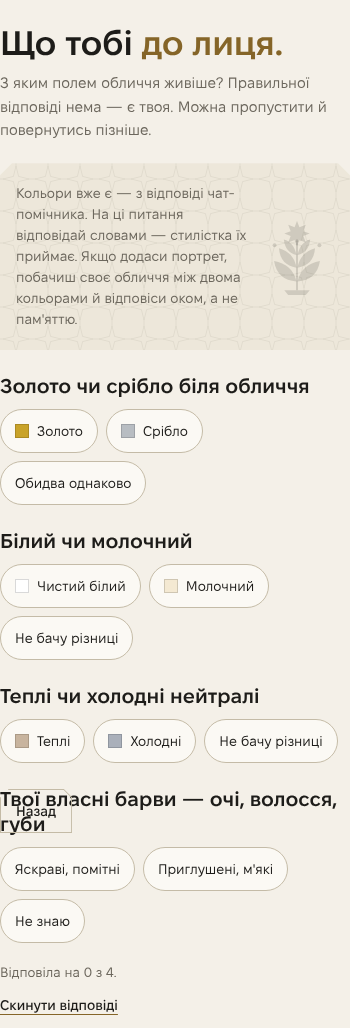 Що тобі до лиця.
З яким полем обличчя живіше? Правильної
відповіді нема — є твоя. Можна пропустити й
повернутись пізніше.
Кольори вже є — з відповіді чат-
помічника. На ці питання
відповідай словами — стилістка їх
приймає. Якщо додаси портрет,
побачиш своє обличчя між двома
кольорами й відповіси оком, а не
пам'яттю.
Золото чи срібло біля обличчя
Золото
Срібло
Обидва однаково
Білий чи молочний
Чистий білий
Молочний
Не бачу різниці
Теплі чи холодні нейтралі
Теплі
Холодні
Не бачу різниці
Твої власні барви — очі, волосся,
губи
Назад
Яскраві, помітні
Приглушені, м'які
Не знаю
Відповіла на 0 з 4.
Скинути відповіді